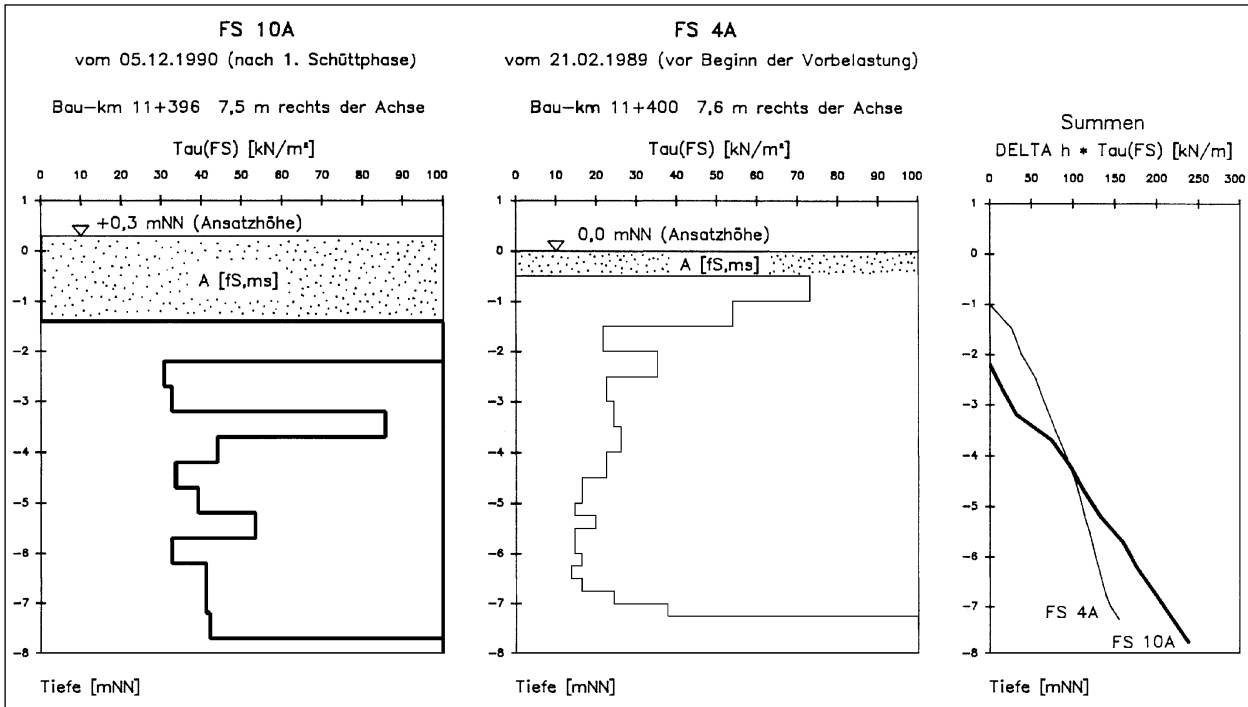 FS 10A
vom 05.12.1990 (nach 1. Schüttphase)
Bau-km 11+396 7,5 m rechts der Achse
Tau(FS) [kN/m²]
0 10 20 30 40 50 60 70 80 90 100
1
0
-1
-2
-3
-4
-5
-6
-7
-8
+0,3 mNN (Ansatzhöhe)
A [fS,ms]
Tiefe [mNN]
FS 4A
vom 21.02.1989 (vor Beginn der Vorbelastung)
Bau-km 11+400 7,6 m rechts der Achse
Tau(FS) [kN/m²]
0 10 20 30 40 50 60 70 80 90 100
1
0
-1
-2
-3
-4
-5
-6
-7
-8
0,0 mNN (Ansatzhöhe)
A [fS,ms]
Tiefe [mNN]
Summen
DELTA h * Tau(FS) [kN/m]
0 50 100 150 200 250 300
1
0
-1
-2
-3
-4
-5
-6
-7
-8
FS 4A
FS 10A
Tiefe [mNN]